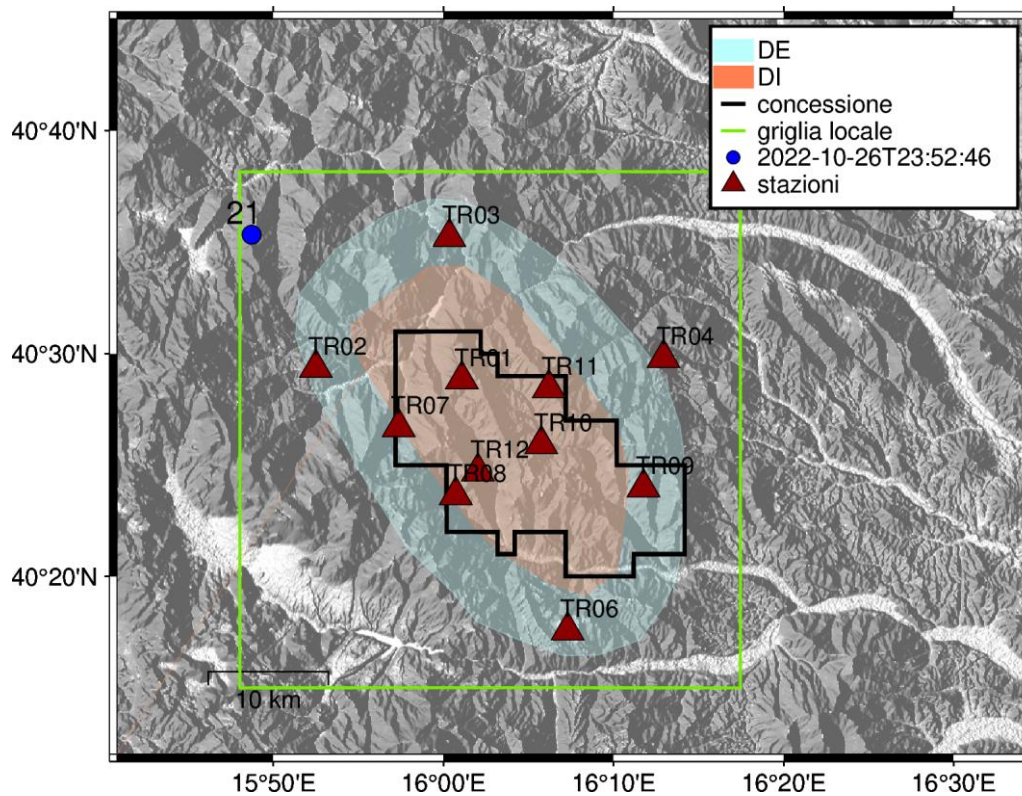 DE
DI
concessione
griglia locale
2022-10-26T23:52:46
stazioni
40°40'N
21
TR03
40°30'N
TR02
TR04
TR01
TR11
TR07
TR10
TR12
TR08
TR09
40°20'N
TR06
10 km
15°50'E
16°00'E
16°10'E
16°20'E
16°30'E